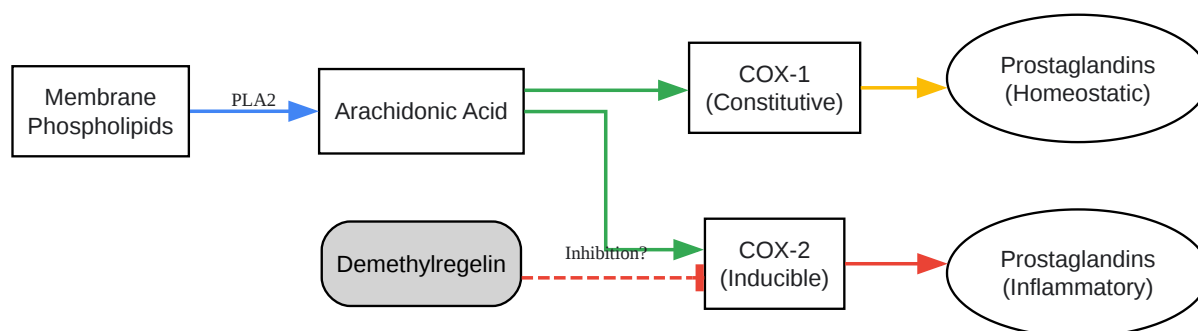 Membrane
Phospholipids
PLA2
Arachidonic Acid
COX-1
(Constitutive)
Prostaglandins
(Homeostatic)
Demethylregelin
Inhibition?
COX-2
(Inducible)
Prostaglandins
(Inflammatory)